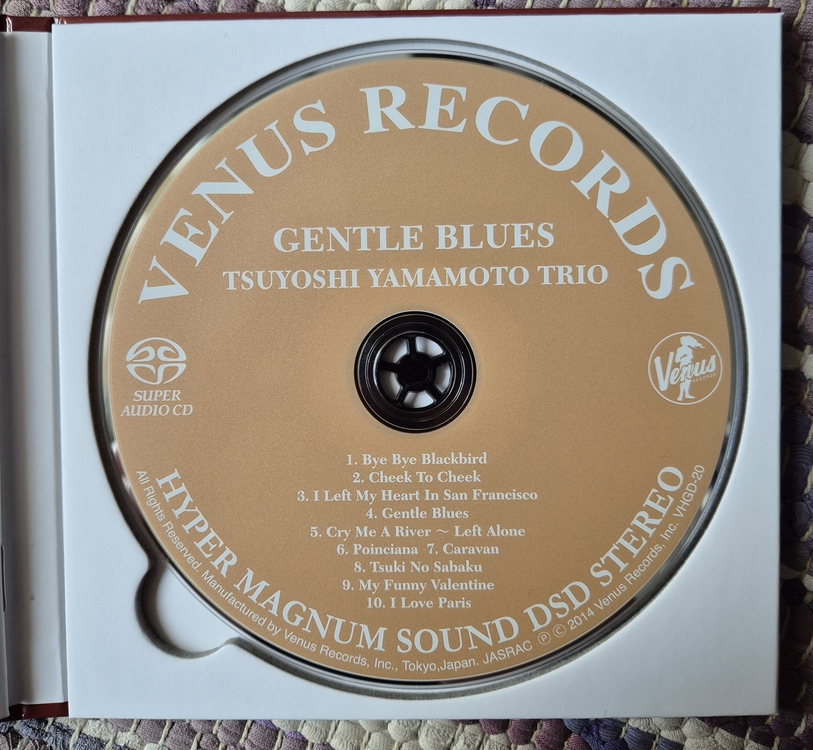 VENUS RECORDS
GENTLE BLUES
TSUYOSHI YAMAMOTO TRIO
SUPER
AUDIO CD
Venus
RECORDS
1. Bye Bye Blackbird
2. Cheek To Cheek
3. I Left My Heart In San Francisco
4. Gentle Blues
5. Cry Me A River ~ Left Alone
6. Poinciana 7. Caravan
8. Tsuki No Sabaku
9. My Funny Valentine
10. I Love Paris
HYPER MAGNUM SOUND DSD STEREO
All Rights Reserved. Manufactured by Venus Records, Inc., Tokyo,Japan. JASRAC Ⓟ © 2014 Venus Records, Inc. VHGD-20